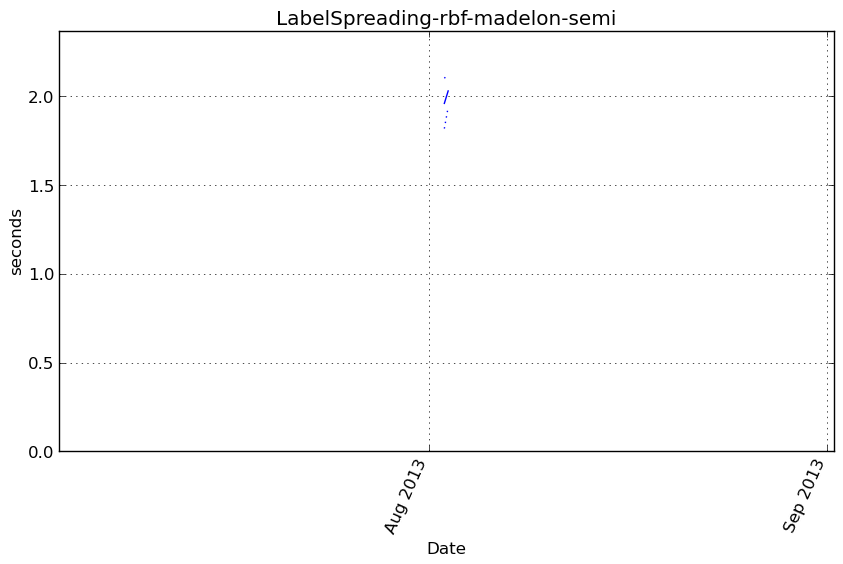 LabelSpreading-rbf-madelon-semi
2.0
1.5
1.0
0.5
0.0
seconds
Aug 2013
Sep 2013
Date